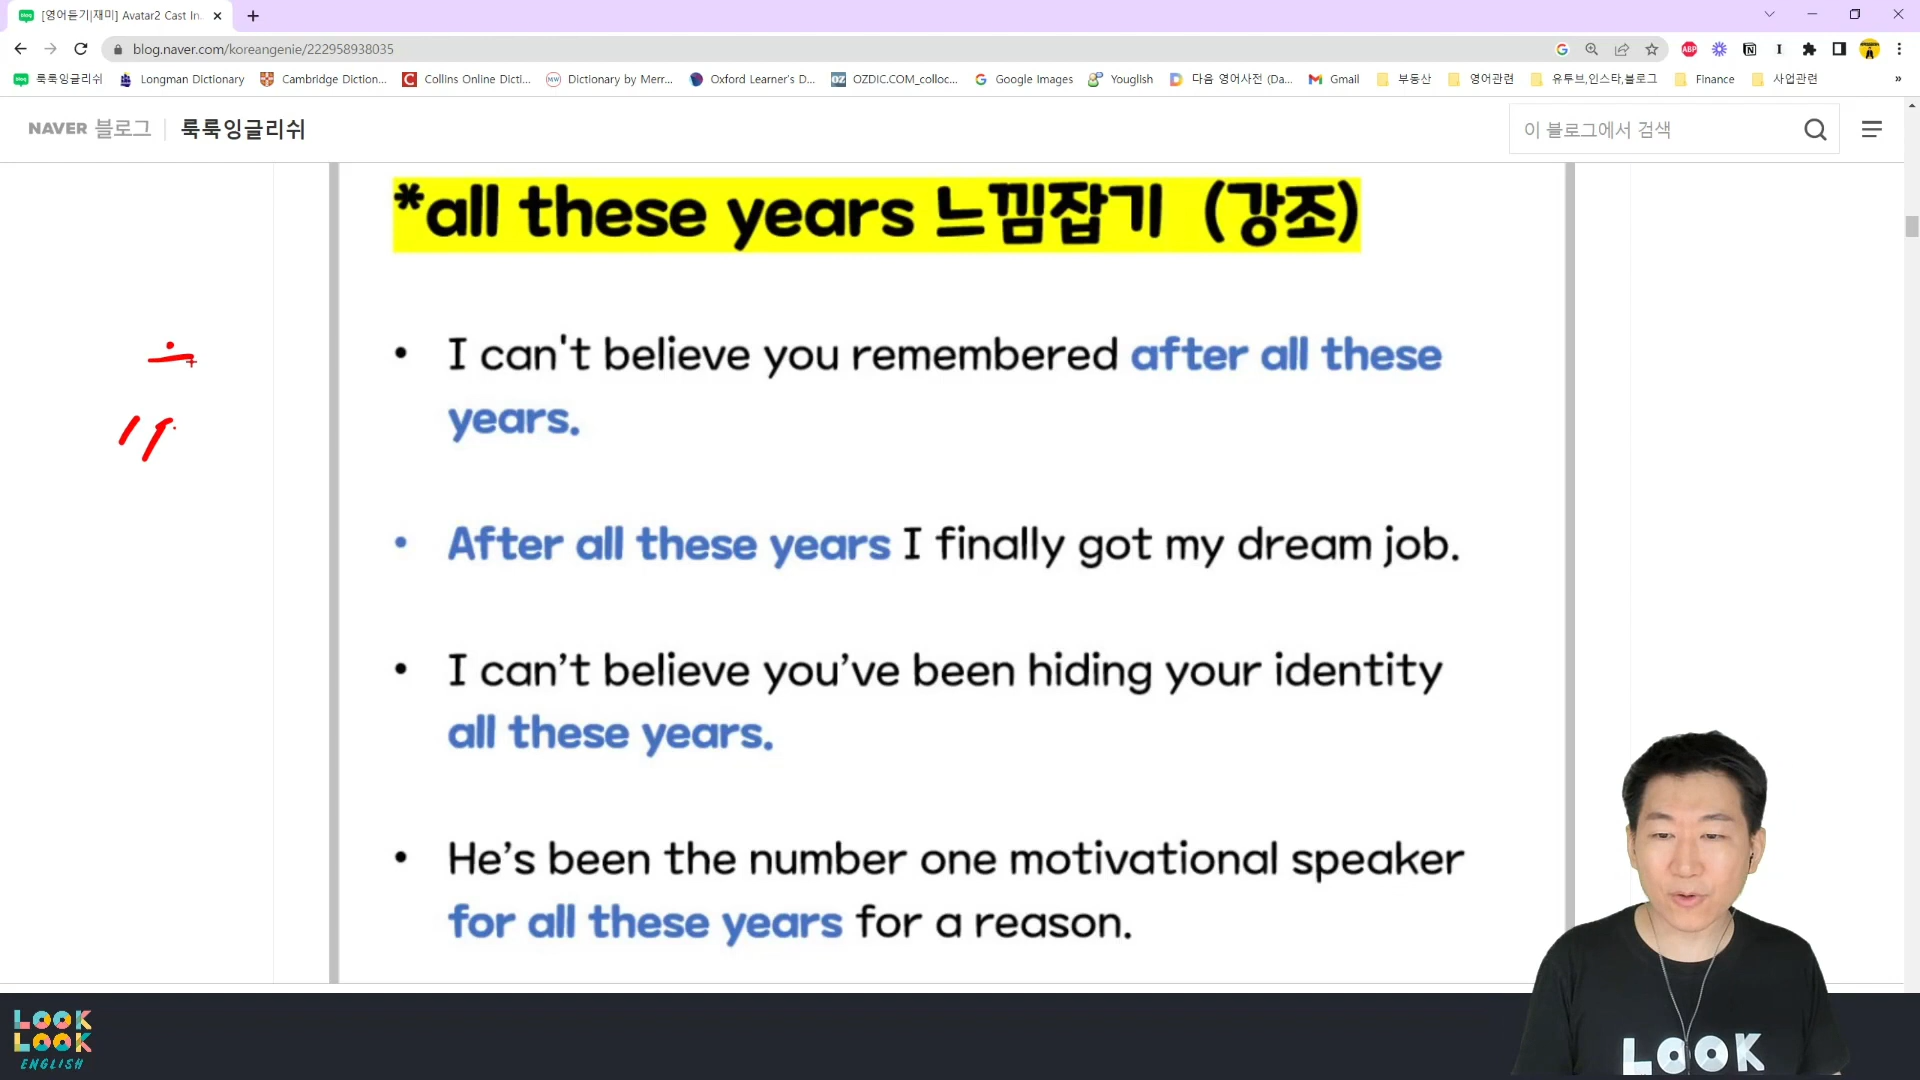 [영어듣기|재미] Avatar2 Cast In
blog.naver.com/koreangenie/222958938035
룩룩잉글리쉬 Longman Dictionary Cambridge Diction... Collins Online Dicti... Dictionary by Merr... Oxford Learner's D... OZDIC.COM_colloc... Google Images Youglish 다음 영어사전 (Da... Gmail 부동산 영어관련 유투브,인스타,블로그 Finance 사업관련 »
NAVER 블로그 룩룩잉글리쉬 이 블로그에서 검색
*all these years 느낌잡기 (강조)
• I can't believe you remembered after all these
years.
• After all these years I finally got my dream job.
• I can’t believe you’ve been hiding your identity
all these years.
• He’s been the number one motivational speaker
for all these years for a reason.
LOOK
LOOK
ENGLISH
LOOK